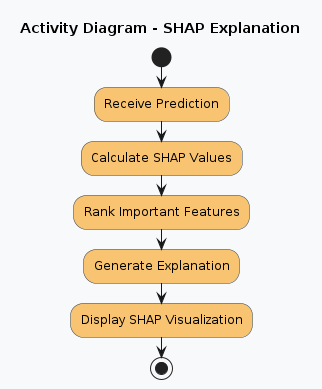 Activity Diagram - SHAP Explanation
Receive Prediction
Calculate SHAP Values
Rank Important Features
Generate Explanation
Display SHAP Visualization